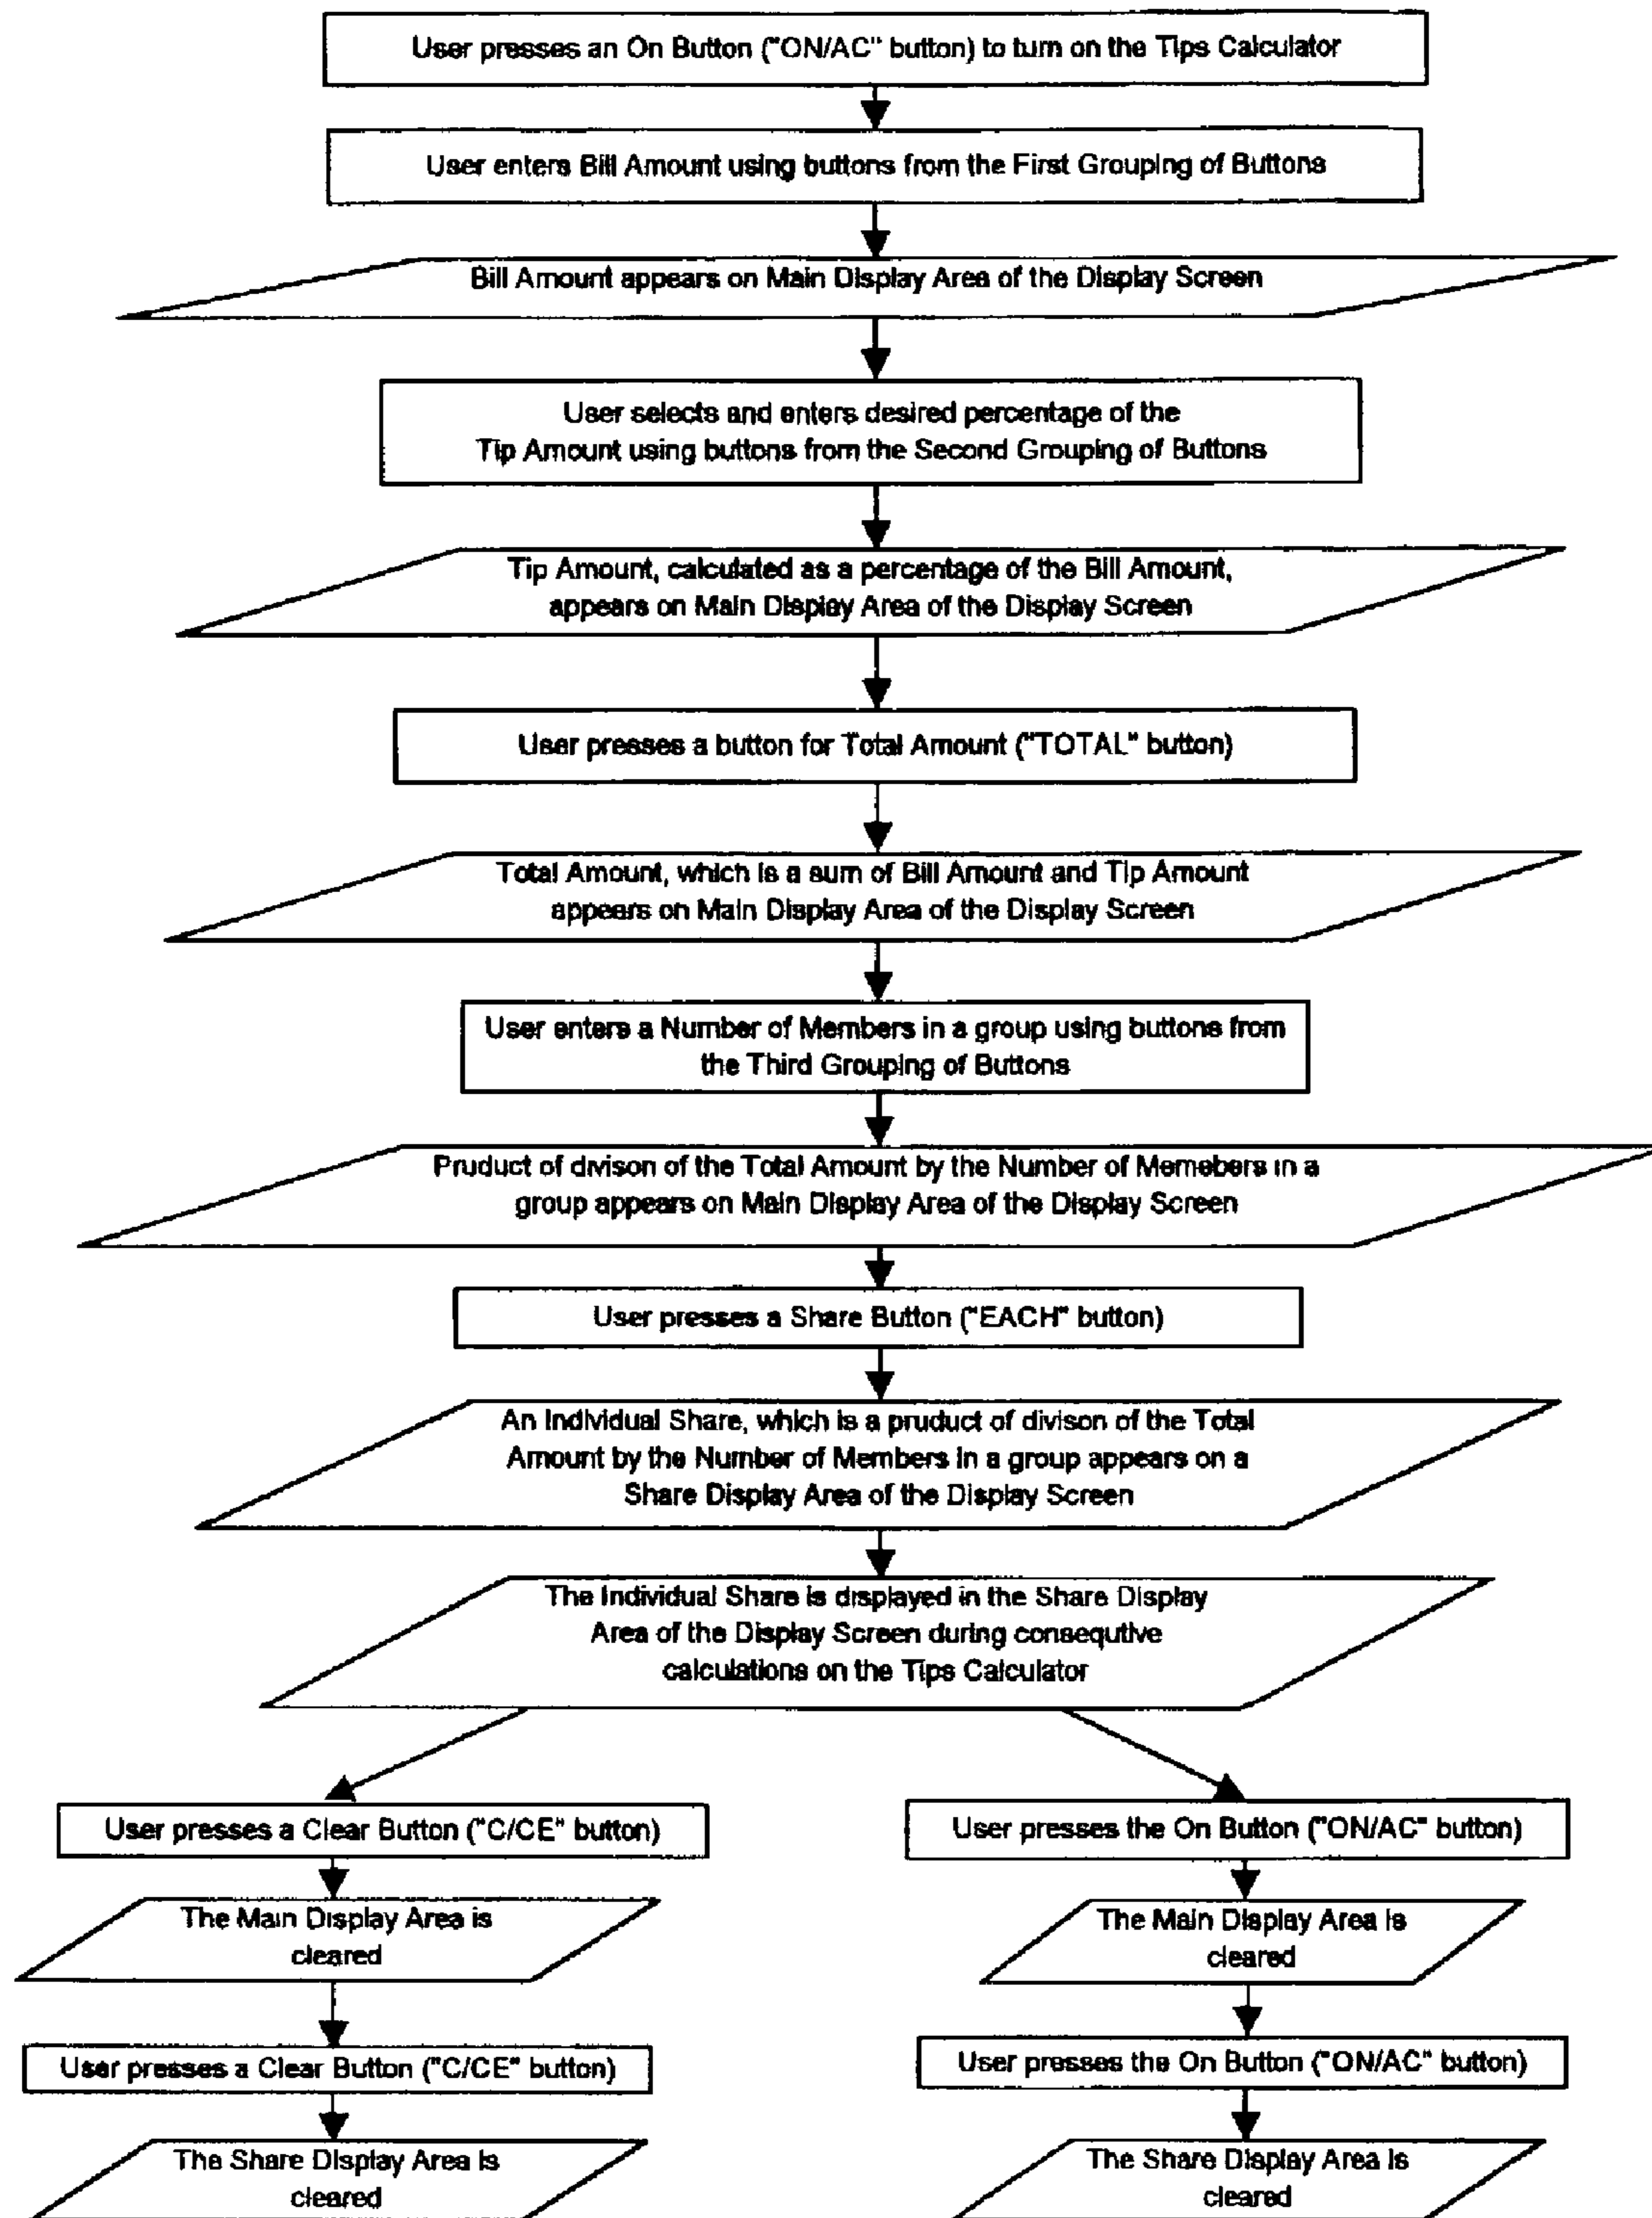 User presses an On Button ("ON/AC" button) to turn on the Tips Calculator
User enters Bill Amount using buttons from the First Grouping of Buttons
Bill Amount appears on Main Display Area of the Display Screen
User selects and enters desired percentage of the
Tip Amount using buttons from the Second Grouping of Buttons
Tip Amount, calculated as a percentage of the Bill Amount,
appears on Main Display Area of the Display Screen
User presses a button for Total Amount ("TOTAL" button)
Total Amount, which is a sum of Bill Amount and Tip Amount
appears on Main Display Area of the Display Screen
User enters a Number of Members in a group using buttons from
the Third Grouping of Buttons
Pruduct of divison of the Total Amount by the Number of Memebers in a
group appears on Main Display Area of the Display Screen
User presses a Share Button ("EACH" button)
An Individual Share, which is a pruduct of divison of the Total
Amount by the Number of Members in a group appears on a
Share Display Area of the Display Screen
The Individual Share is displayed in the Share Display
Area of the Display Screen during consequtive
calculations on the Tips Calculator
User presses a Clear Button ("C/CE" button)
The Main Display Area is
cleared
User presses a Clear Button ("C/CE" button)
The Share Display Area is
cleared
User presses the On Button ("ON/AC" button)
The Main Display Area is
cleared
User presses the On Button ("ON/AC" button)
The Share Display Area is
cleared